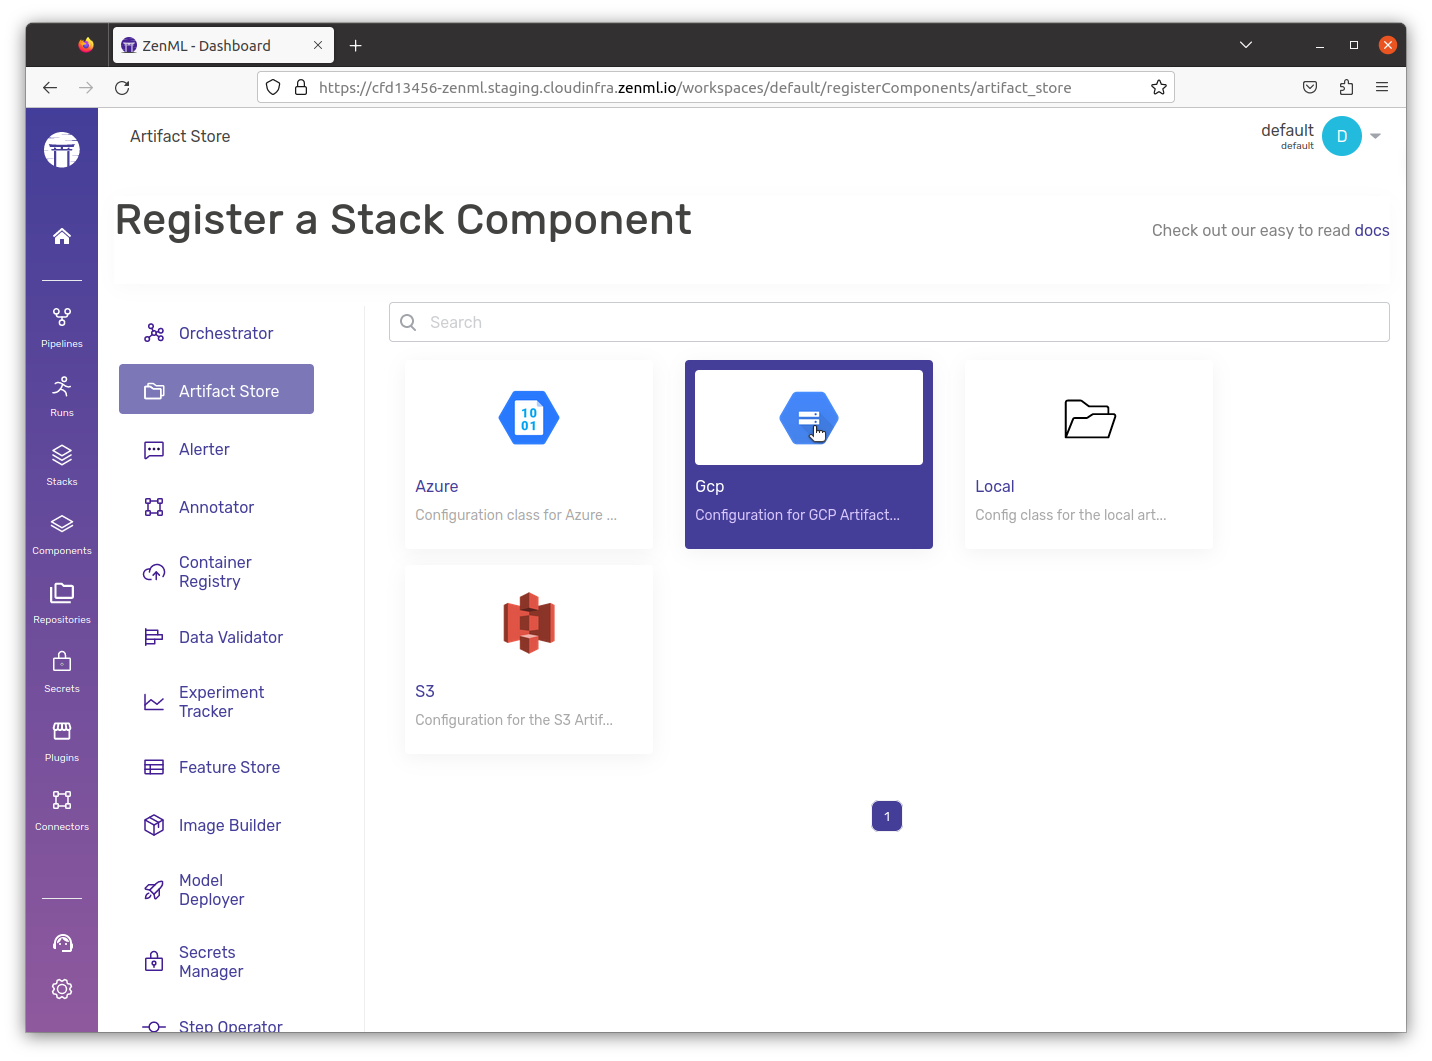 ZenML - Dashboard
https://cfd13456-zenml.staging.cloudinfra.zenml.io/workspaces/default/registerComponents/artifact_store
Artifact Store
default
default
D
Register a Stack Component
Check out our easy to read docs
Pipelines
Runs
Stacks
Components
Repositories
Secrets
Plugins
Connectors
Orchestrator
Artifact Store
Alerter
Annotator
Container
Registry
Data Validator
Experiment
Tracker
Feature Store
Image Builder
Model
Deployer
Secrets
Manager
Step Operator
Search
10
01
Azure
Configuration class for Azure ...
Gcp
Configuration for GCP Artifact...
Local
Config class for the local art...
S3
Configuration for the S3 Artif...
1